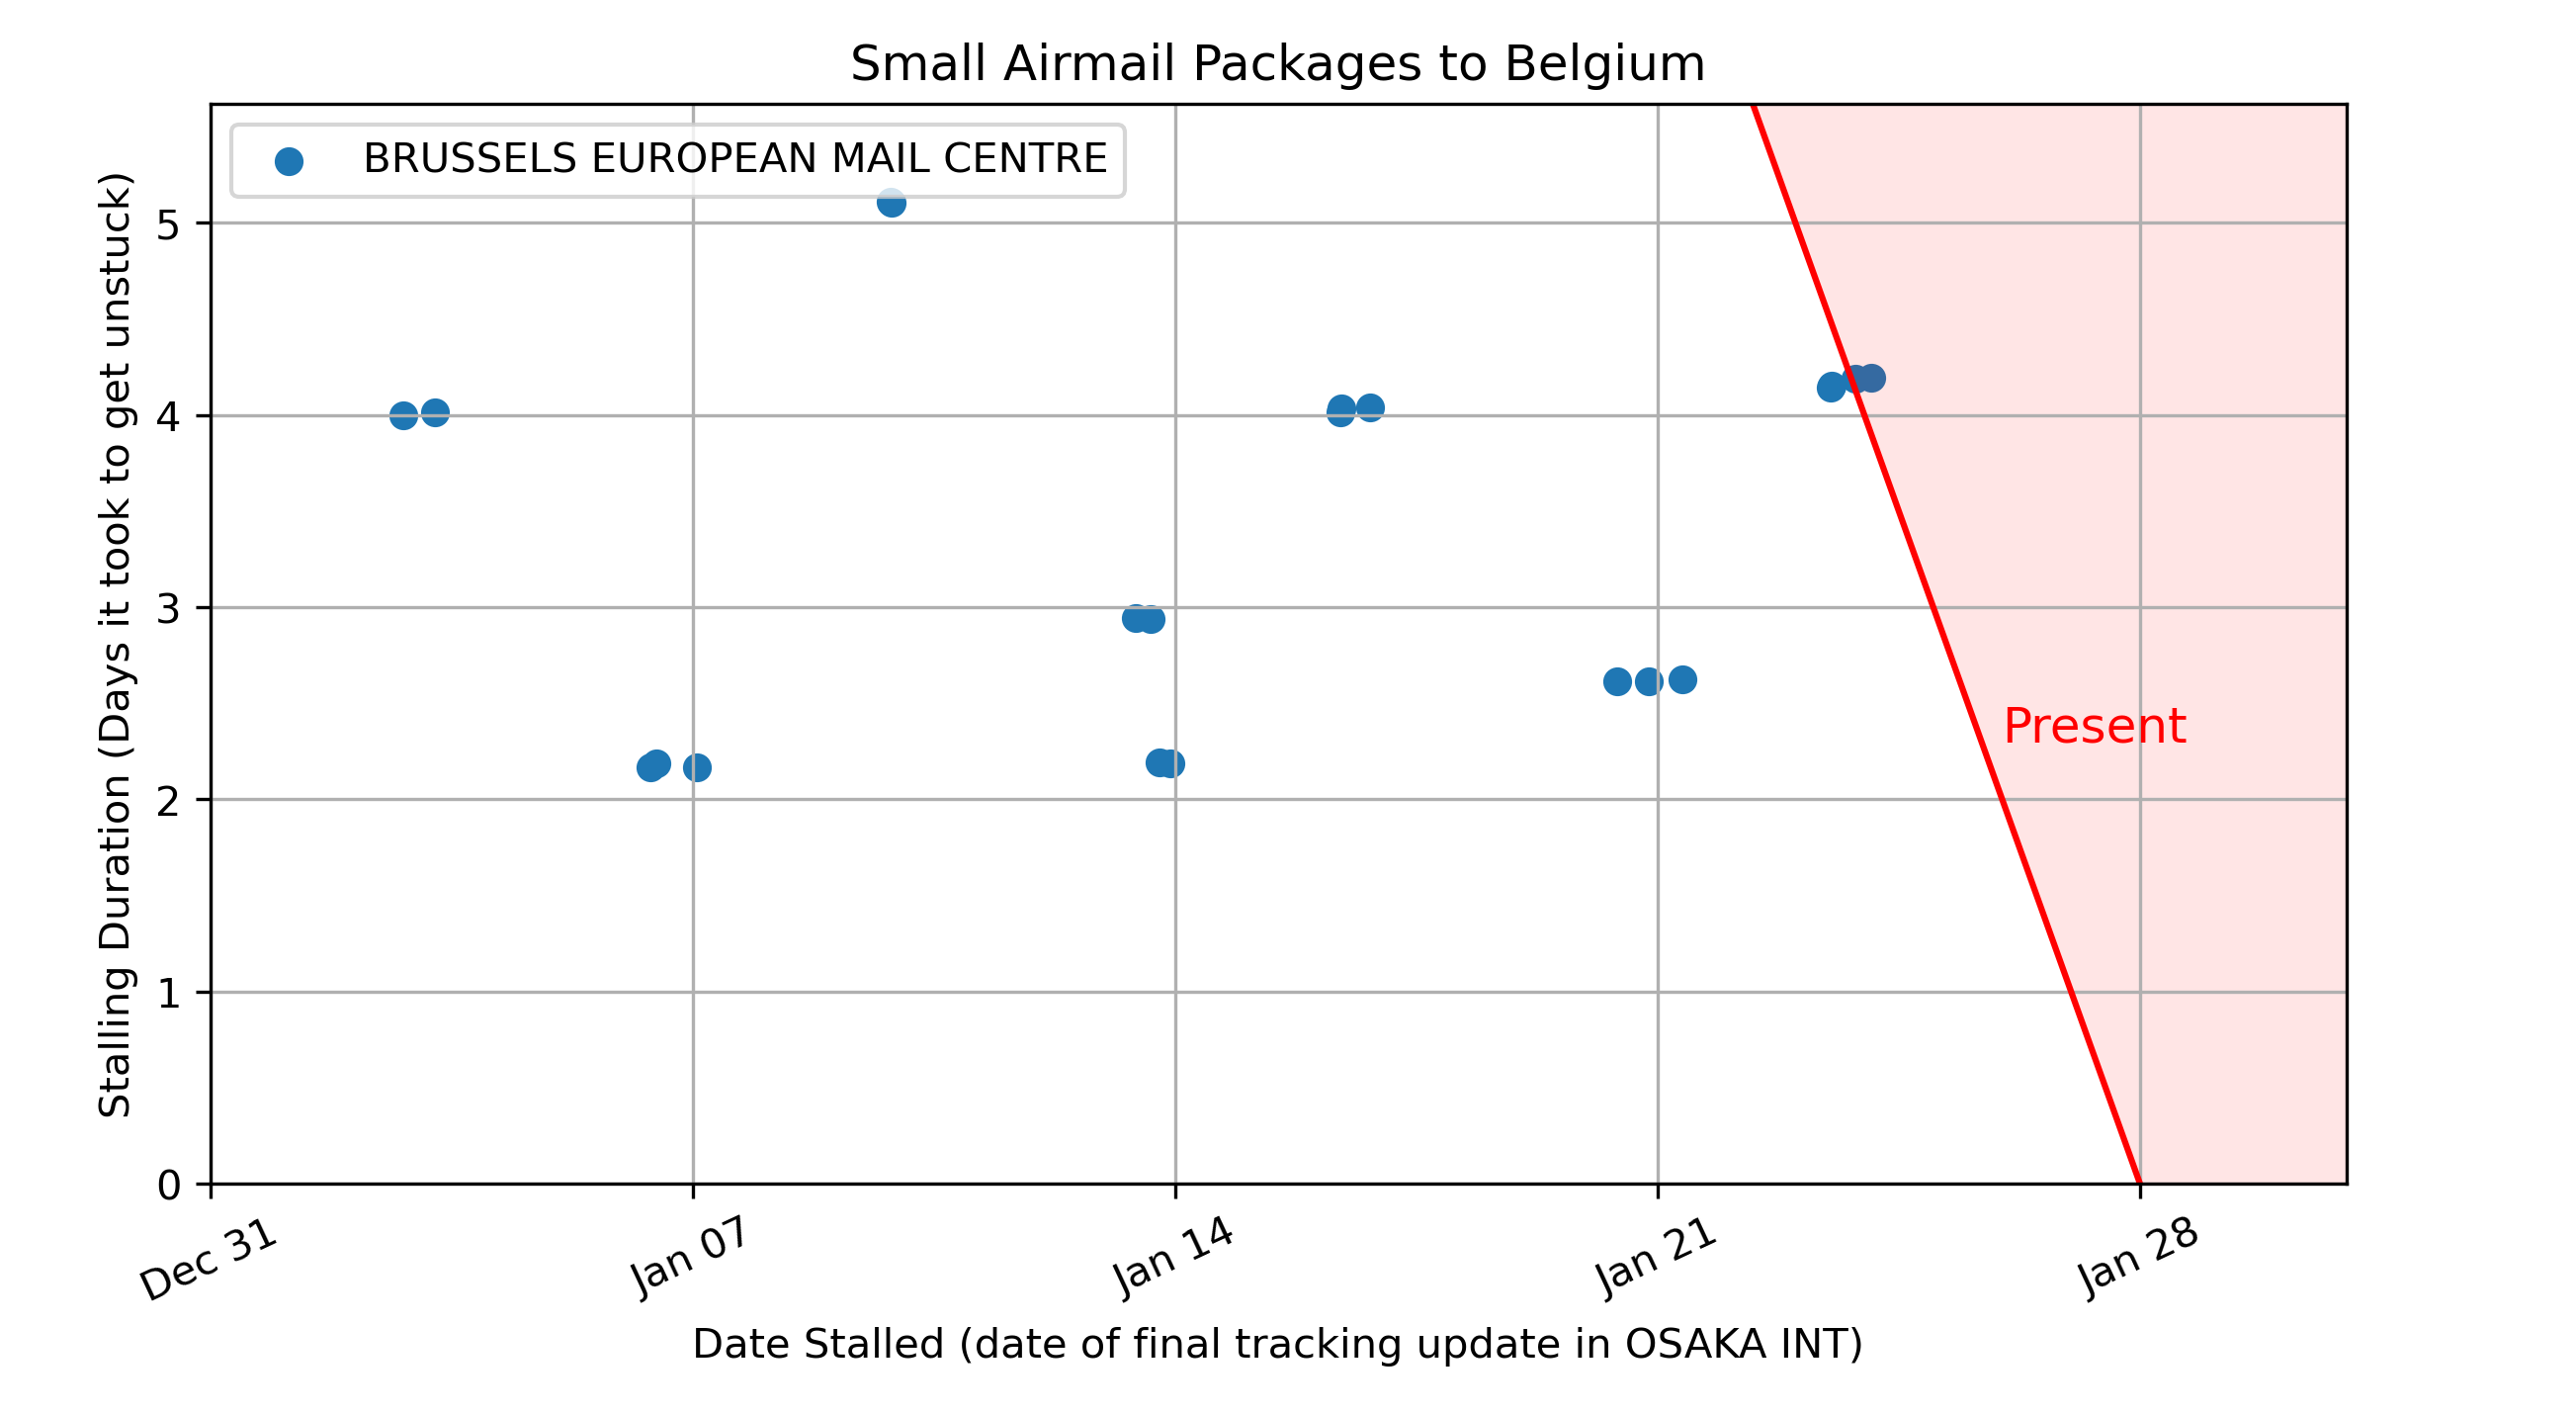 Small Airmail Packages to Belgium
BRUSSELS EUROPEAN MAIL CENTRE
Stalling Duration (Days it took to get unstuck)
5
4
3
2
1
0
Present
Dec 31
Jan 07
Jan 14
Jan 21
Jan 28
Date Stalled (date of final tracking update in OSAKA INT)